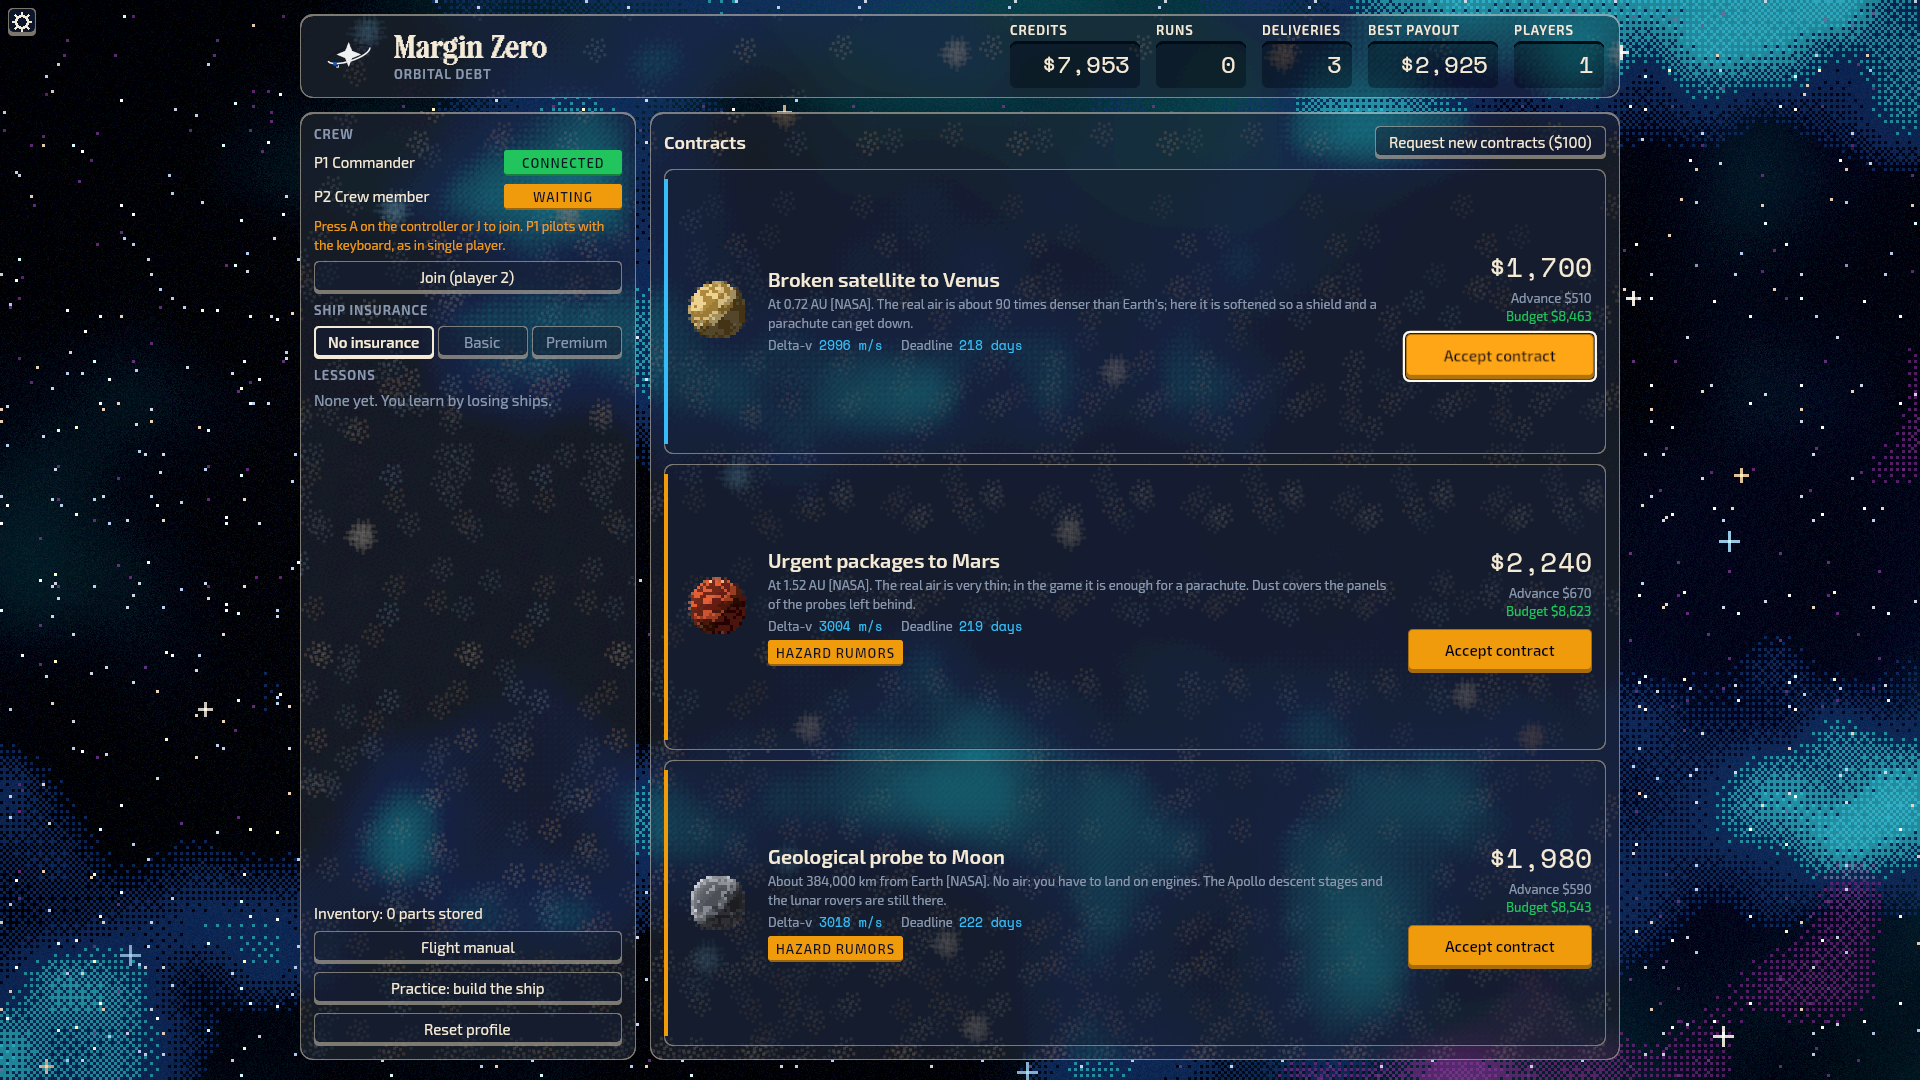 Margin Zero
ORBITAL DEBT
CREDITS
$7,953
RUNS
0
DELIVERIES
3
BEST PAYOUT
$2,925
PLAYERS
1
CREW
P1 Commander
CONNECTED
P2 Crew member
WAITING
Press A on the controller or J to join. P1 pilots with
the keyboard, as in single player.
Join (player 2)
SHIP INSURANCE
No insurance
Basic
Premium
LESSONS
None yet. You learn by losing ships.
Inventory: 0 parts stored
Flight manual
Practice: build the ship
Reset profile
Contracts
Request new contracts ($100)
Broken satellite to Venus
At 0.72 AU [NASA]. The real air is about 90 times denser than Earth's; here it is softened so a shield and a
parachute can get down.
Delta-v 2996 m/s Deadline 218 days
$1,700
Advance $510
Budget $8,463
Accept contract
Urgent packages to Mars
At 1.52 AU [NASA]. The real air is very thin; in the game it is enough for a parachute. Dust covers the panels
of the probes left behind.
Delta-v 3004 m/s Deadline 219 days
HAZARD RUMORS
$2,240
Advance $670
Budget $8,623
Accept contract
Geological probe to Moon
About 384,000 km from Earth [NASA]. No air: you have to land on engines. The Apollo descent stages and
the lunar rovers are still there.
Delta-v 3018 m/s Deadline 222 days
HAZARD RUMORS
$1,980
Advance $590
Budget $8,543
Accept contract